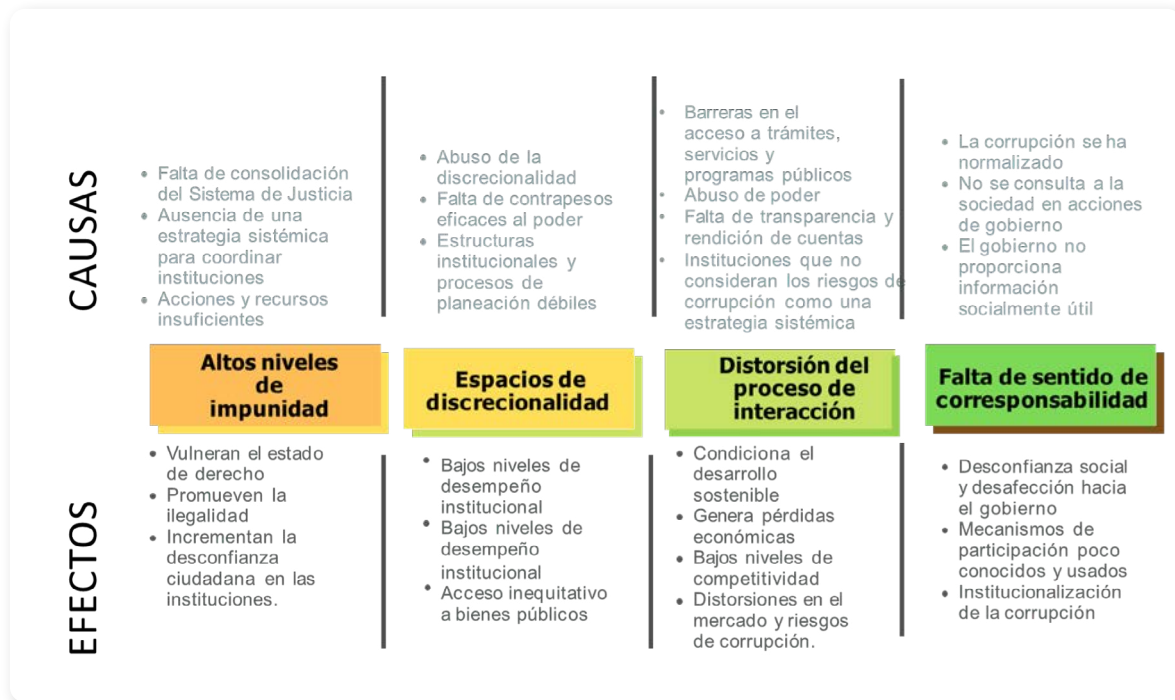 CAUSAS
• Falta de consolidación
del Sistema de Justicia
• Ausencia de una
estrategia sistémica
para coordinar
instituciones
• Acciones y recursos
insuficientes
• Abuso de la
discrecionalidad
• Falta de contrapesos
eficaces al poder
• Estructuras
institucionales y
procesos de
planeación débiles
• Barreras en el
acceso a trámites,
servicios y
programas públicos
• Abuso de poder
• Falta de transparencia y
rendición de cuentas
• Instituciones que no
consideran los riesgos de
corrupción como una
estrategia sistémica
• La corrupción se ha
normalizado
• No se consulta a la
sociedad en acciones
de gobierno
• El gobierno no
proporciona
información
socialmente útil
Altos niveles
de
impunidad
Espacios de
discrecionalidad
Distorsión del
proceso de
interacción
Falta de sentido de
corresponsabilidad
EFECTOS
• Vulneran el estado
de derecho
• Promueven la
ilegalidad
• Incrementan la
desconfianza
ciudadana en las
instituciones.
• Bajos niveles de
desempeño
institucional
• Bajos niveles de
desempeño
institucional
• Acceso inequitativo
a bienes públicos
• Condiciona el
desarrollo
sostenible
• Genera pérdidas
económicas
• Bajos niveles de
competitividad
• Distorsiones en el
mercado y riesgos
de corrupción.
• Desconfianza social
y desafección hacia
el gobierno
• Mecanismos de
participación poco
conocidos y usados
• Institucionalización
de la corrupción